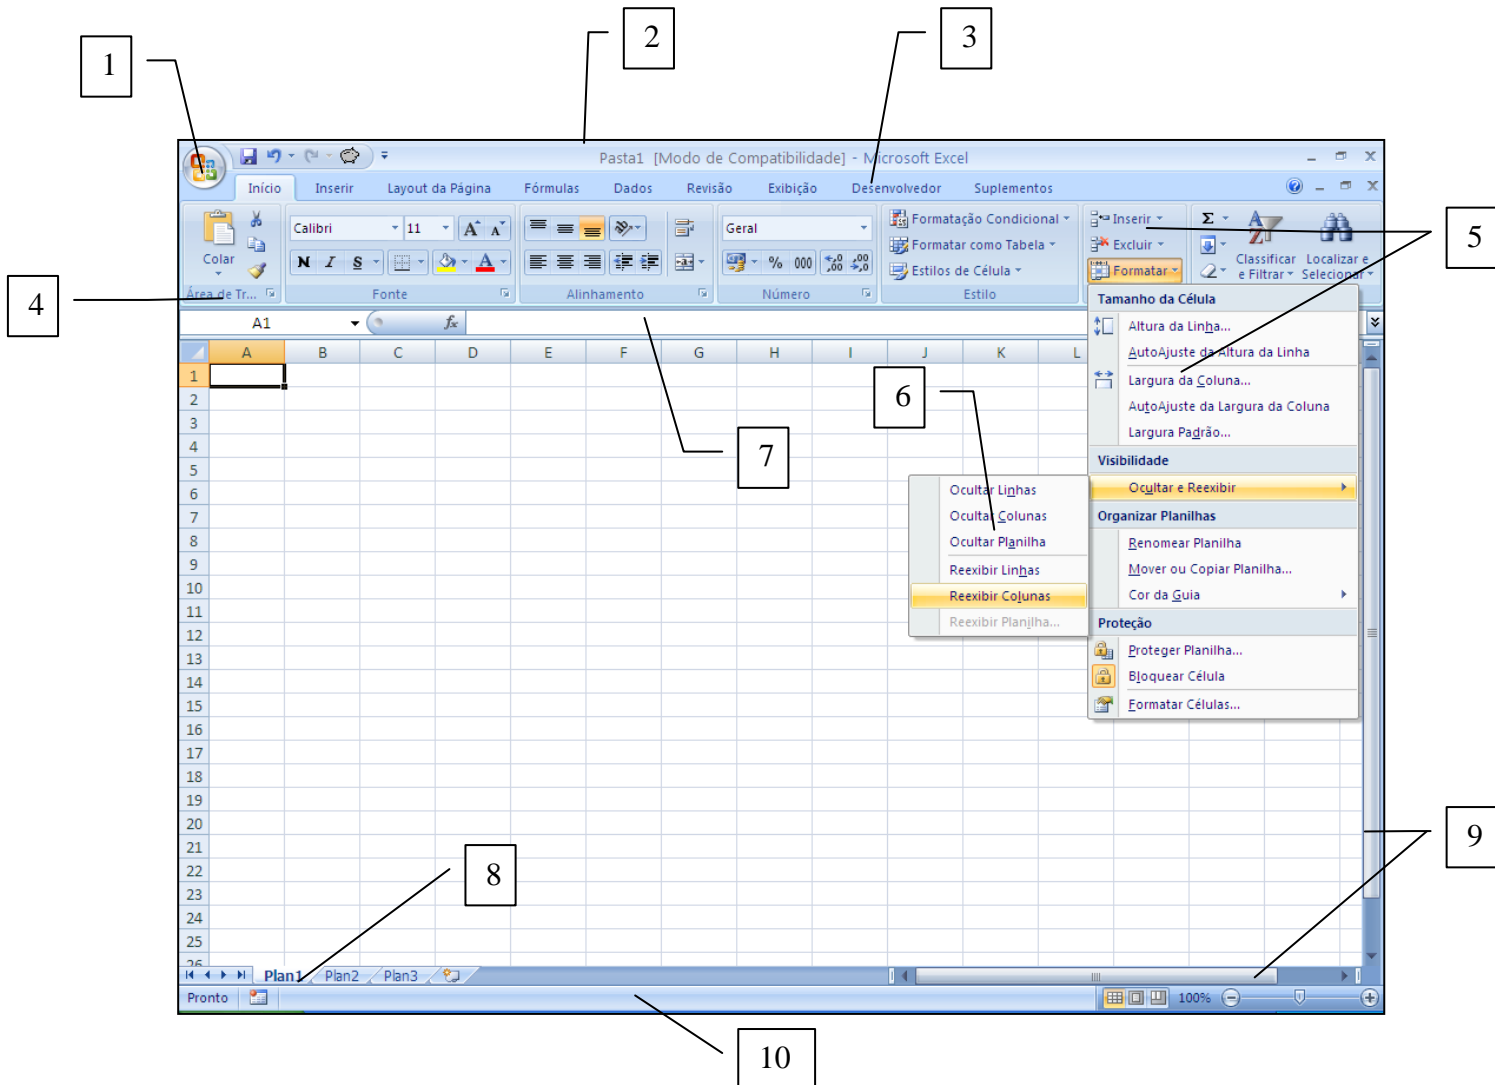 1
2
3
Pasta1 [Modo de Compatibilidade] - Microsoft Excel
Início Inserir Layout da Página Fórmulas Dados Revisão Exibição Desenvolvedor Suplementos
Colar
Calibri 11 A A
N I S A
Geral
% 000 ,0 ,00 ,00 ,0
Formatação Condicional
Formatar como Tabela
Estilos de Célula
Inserir
Excluir
Formatar
Σ
A Z
Classificar e Filtrar
Localizar e Selecionar
5
4
Área de Tr... Fonte Alinhamento Número Estilo
A1 fx
A B C D E F G H I J K L
Tamanho da Célula
Altura da Linha...
AutoAjuste da Altura da Linha
Largura da Coluna...
AutoAjuste da Largura da Coluna
Largura Padrão...
Visibilidade
Ocultar e Reexibir
Organizar Planilhas
Renomear Planilha
Mover ou Copiar Planilha...
Cor da Guia
Proteção
Proteger Planilha...
Bloquear Célula
Formatar Células...
6
7
Ocultar Linhas
Ocultar Colunas
Ocultar Planilha
Reexibir Linhas
Reexibir Colunas
Reexibir Planilha...
1
2
3
4
5
6
7
8
9
10
11
12
13
14
15
16
17
18
19
20
21
22
23
24
25
26
9
8
Plan1 Plan2 Plan3
Pronto 100%
10